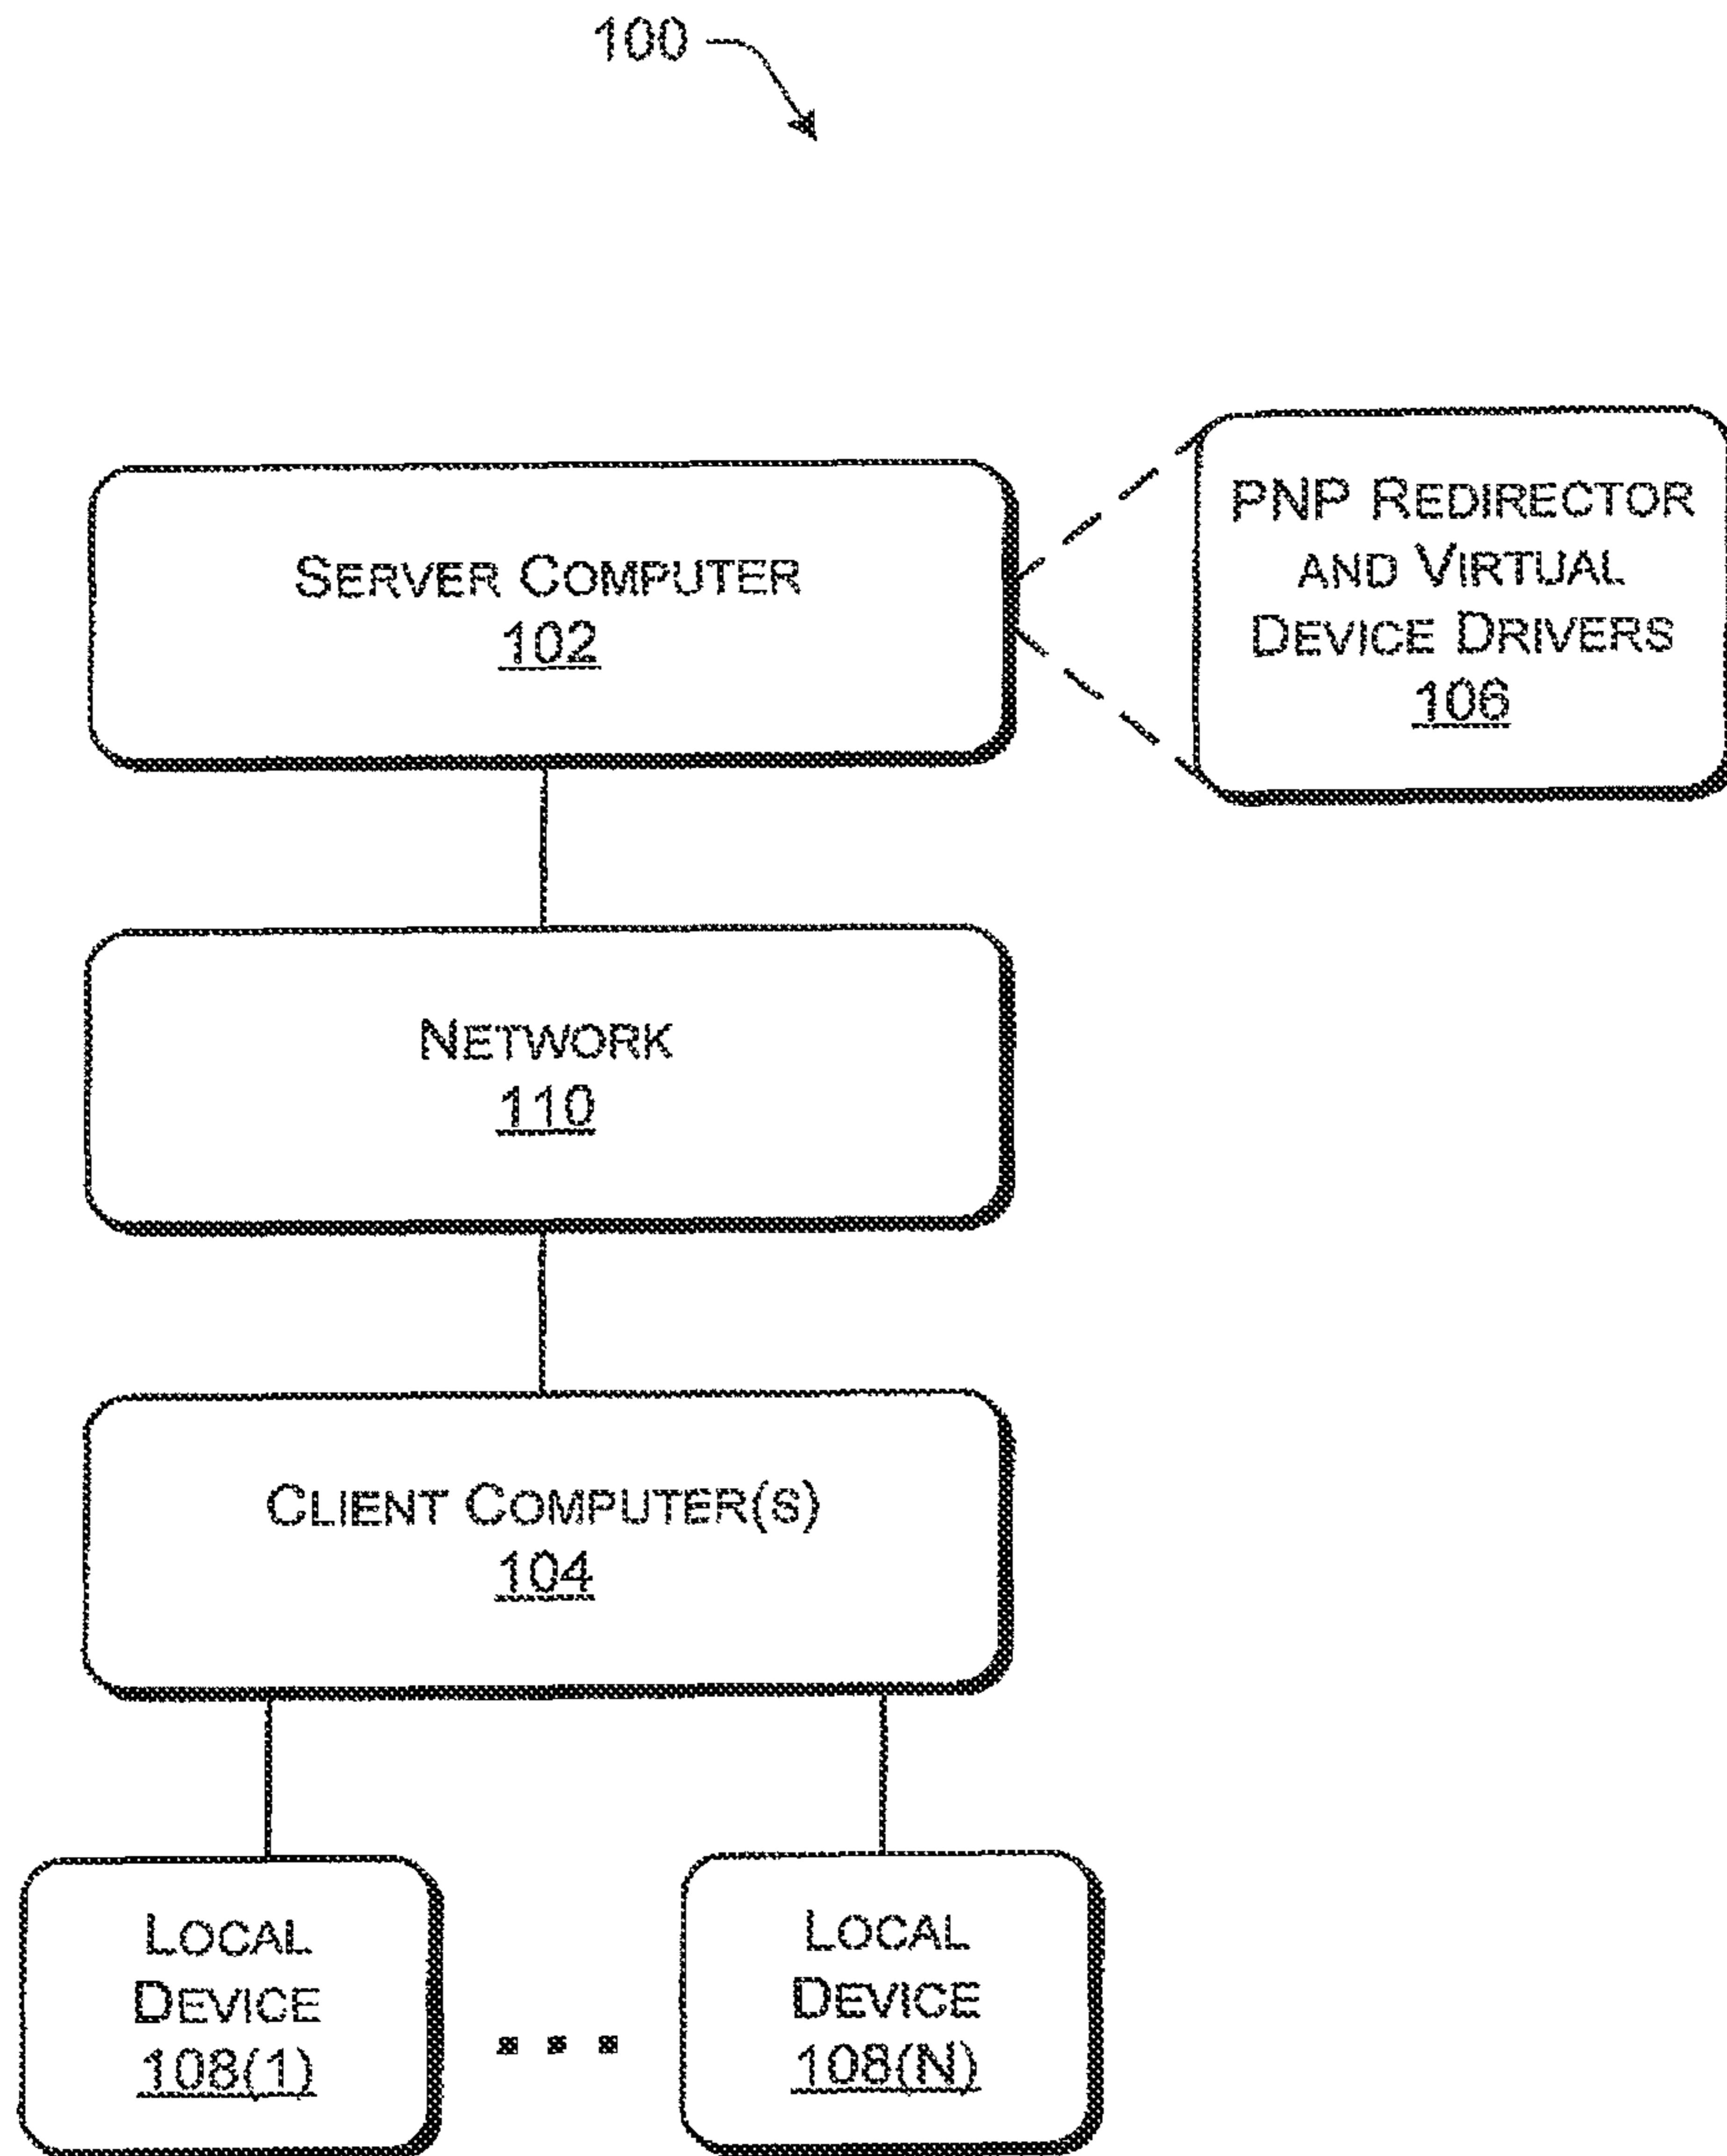 100
SERVER COMPUTER
102
PNP REDIRECTOR
AND VIRTUAL
DEVICE DRIVERS
106
NETWORK
110
CLIENT COMPUTER(S)
104
LOCAL
DEVICE
108(1)
...
LOCAL
DEVICE
108(N)